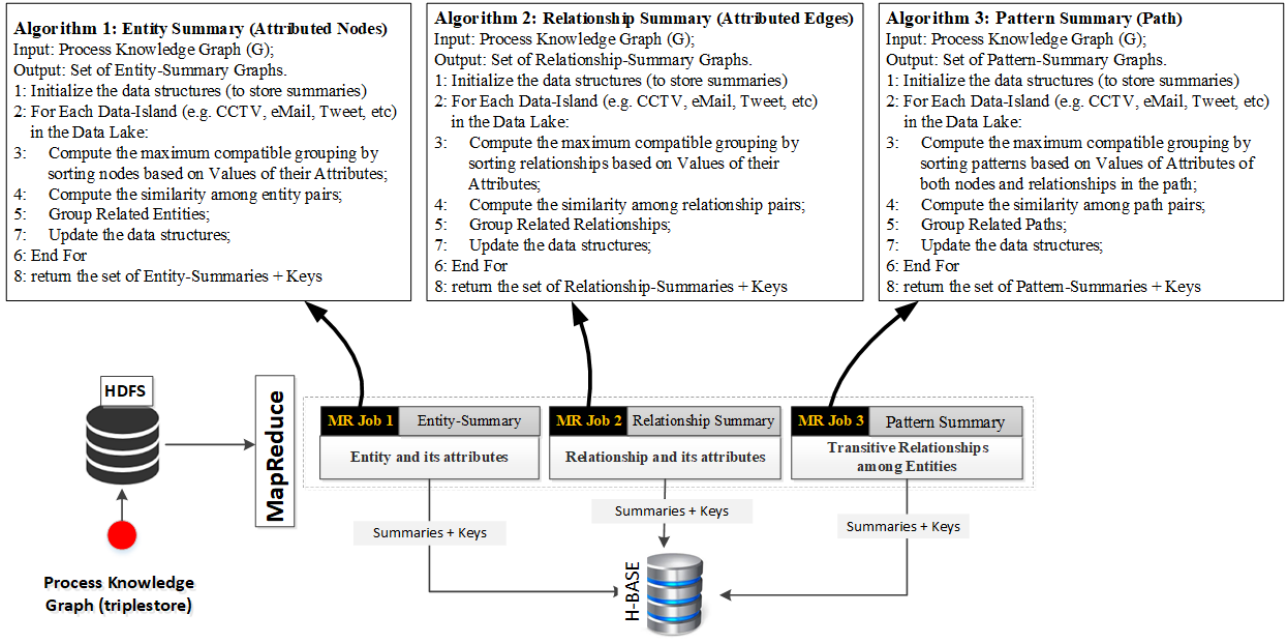 Algorithm 1: Entity Summary (Attributed Nodes)
Input: Process Knowledge Graph (G);
Output: Set of Entity-Summary Graphs.
1: Initialize the data structures (to store summaries)
2: For Each Data-Island (e.g. CCTV, eMail, Tweet, etc)
in the Data Lake:
3: Compute the maximum compatible grouping by
sorting nodes based on Values of their Attributes;
4: Compute the similarity among entity pairs;
5: Group Related Entities;
7: Update the data structures;
6: End For
8: return the set of Entity-Summaries + Keys
Algorithm 2: Relationship Summary (Attributed Edges)
Input: Process Knowledge Graph (G);
Output: Set of Relationship-Summary Graphs.
1: Initialize the data structures (to store summaries)
2: For Each Data-Island (e.g. CCTV, eMail, Tweet, etc)
in the Data Lake:
3: Compute the maximum compatible grouping by
sorting relationships based on Values of their
Attributes;
4: Compute the similarity among relationship pairs;
5: Group Related Relationships;
7: Update the data structures;
6: End For
8: return the set of Relationship-Summaries + Keys
Algorithm 3: Pattern Summary (Path)
Input: Process Knowledge Graph (G);
Output: Set of Pattern-Summary Graphs.
1: Initialize the data structures (to store summaries)
2: For Each Data-Island (e.g. CCTV, eMail, Tweet, etc)
in the Data Lake:
3: Compute the maximum compatible grouping by
sorting patterns based on Values of Attributes of
both nodes and relationships in the path;
4: Compute the similarity among path pairs;
5: Group Related Paths;
7: Update the data structures;
6: End For
8: return the set of Pattern-Summaries + Keys
HDFS
MapReduce
MR Job 1 Entity-Summary
Entity and its attributes
MR Job 2 Relationship Summary
Relationship and its attributes
MR Job 3 Pattern Summary
Transitive Relationships
among Entities
Summaries + Keys
Summaries + Keys
Summaries + Keys
H-BASE
Process Knowledge
Graph (triplestore)